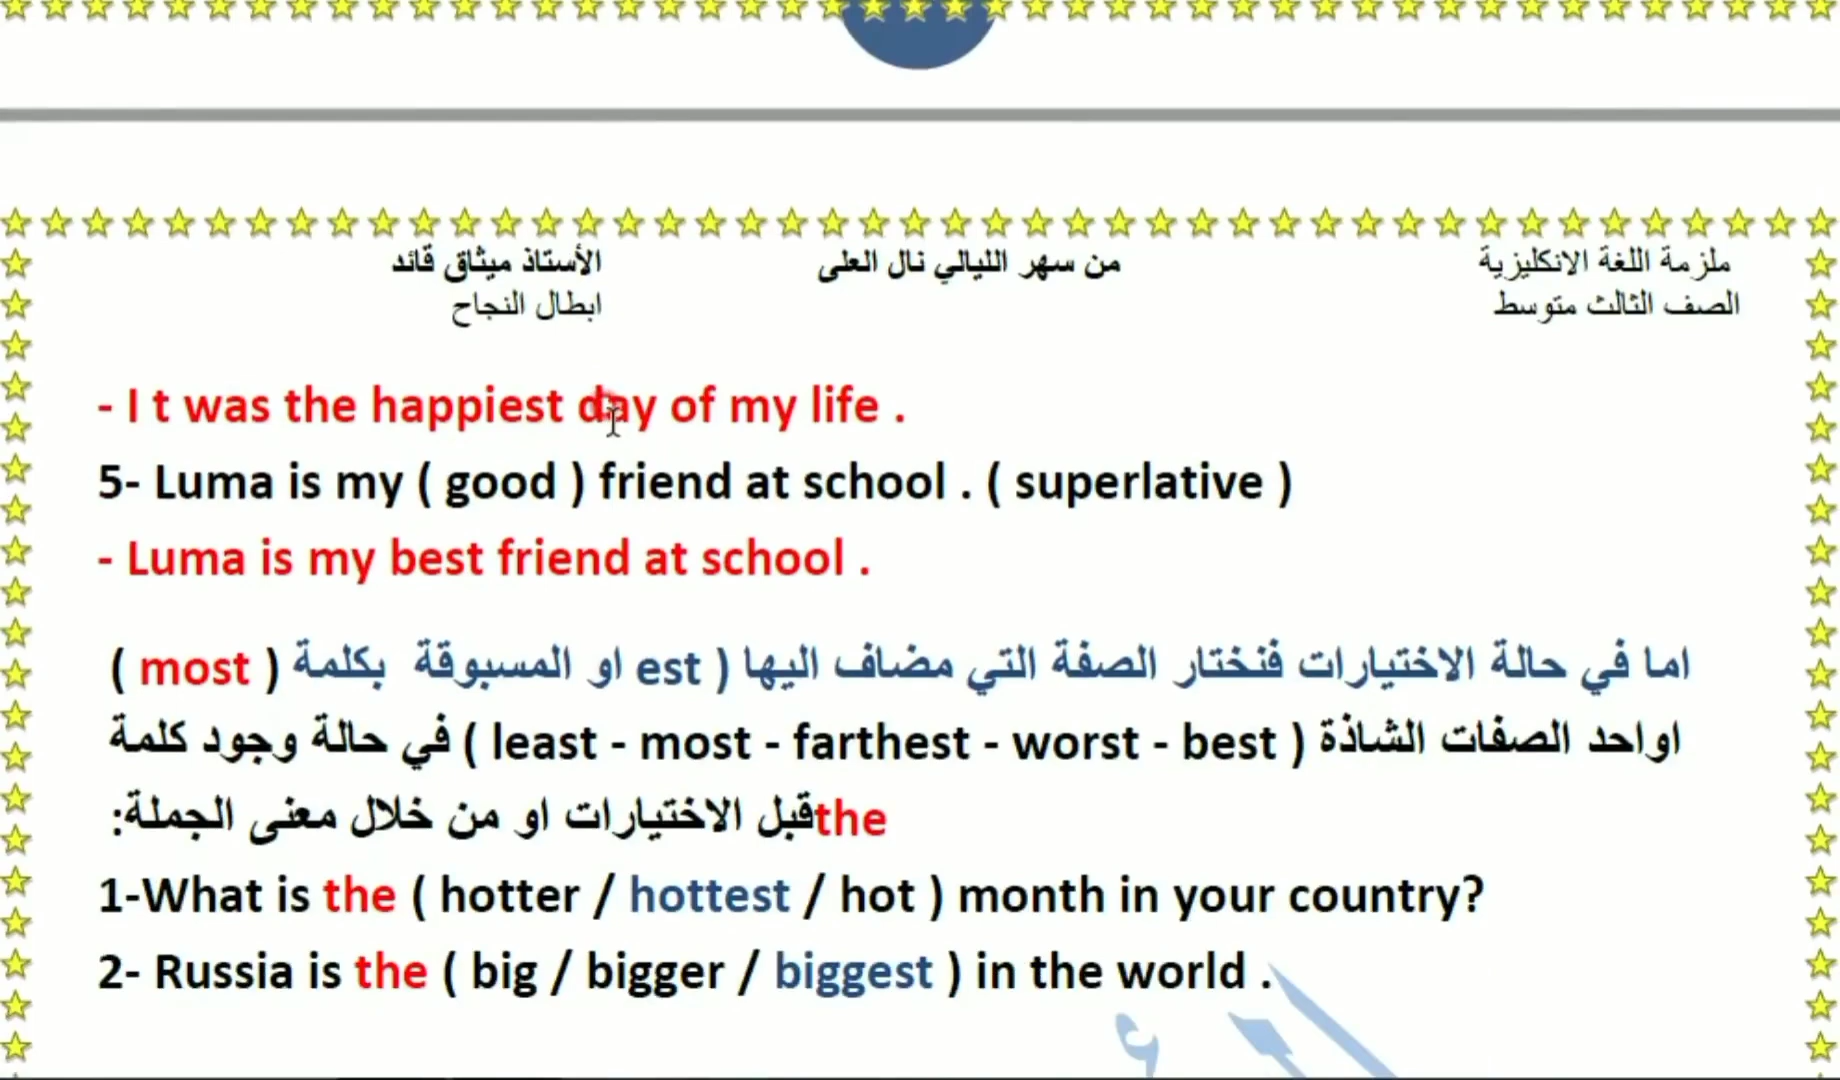 ملزمة اللغة الانكليزية من سهر الليالي نال العلى الأستاذ ميثاق قائد
الصف الثالث متوسط ابطال النجاح
- I t was the happiest day of my life .
5- Luma is my ( good ) friend at school . ( superlative )
- Luma is my best friend at school .
اما في حالة الاختيارات فنختار الصفة التي مضاف اليها ( est او المسبوقة بكلمة ( most )
اواحد الصفات الشاذة ( least - most - farthest - worst - best ) في حالة وجود كلمة
the قبل الاختيارات او من خلال معنى الجملة:
1-What is the ( hotter / hottest / hot ) month in your country?
2- Russia is the ( big / bigger / biggest ) in the world .